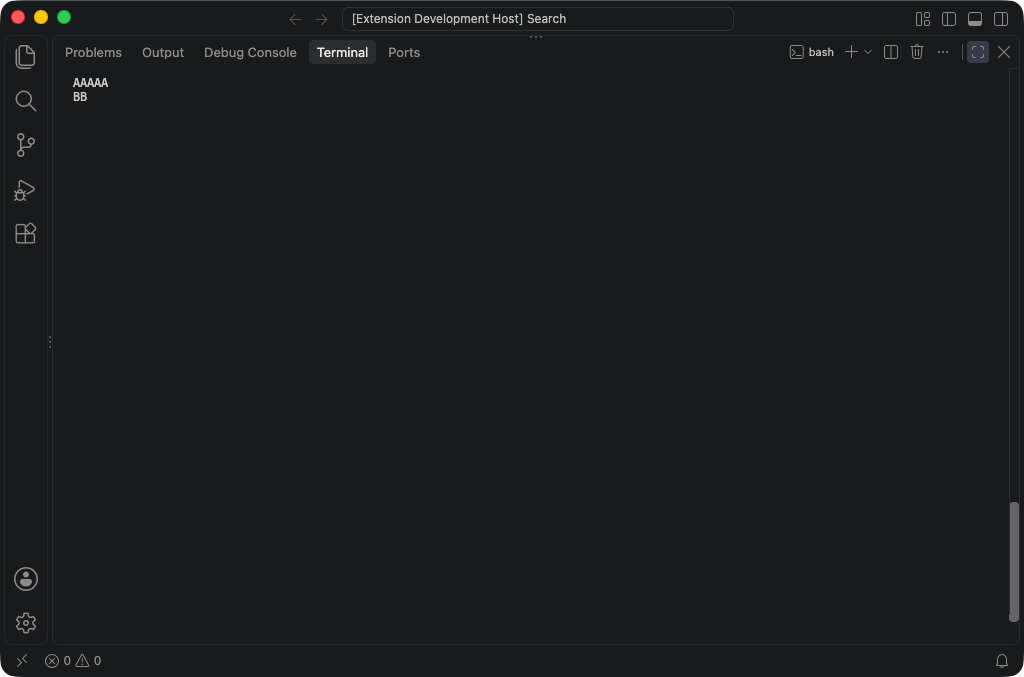 [Extension Development Host] Search
Problems Output Debug Console Terminal Ports bash
AAAAA
BB
0 0